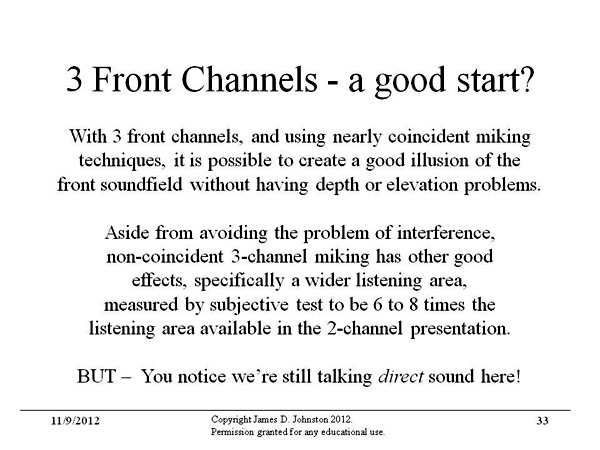 3 Front Channels - a good start?
With 3 front channels, and using nearly coincident miking
techniques, it is possible to create a good illusion of the
front soundfield without having depth or elevation problems.
Aside from avoiding the problem of interference,
non-coincident 3-channel miking has other good
effects, specifically a wider listening area,
measured by subjective test to be 6 to 8 times the
listening area available in the 2-channel presentation.
BUT – You notice we’re still talking direct sound here!
11/9/2012
Copyright James D. Johnston 2012.
Permission granted for any educational use.
33